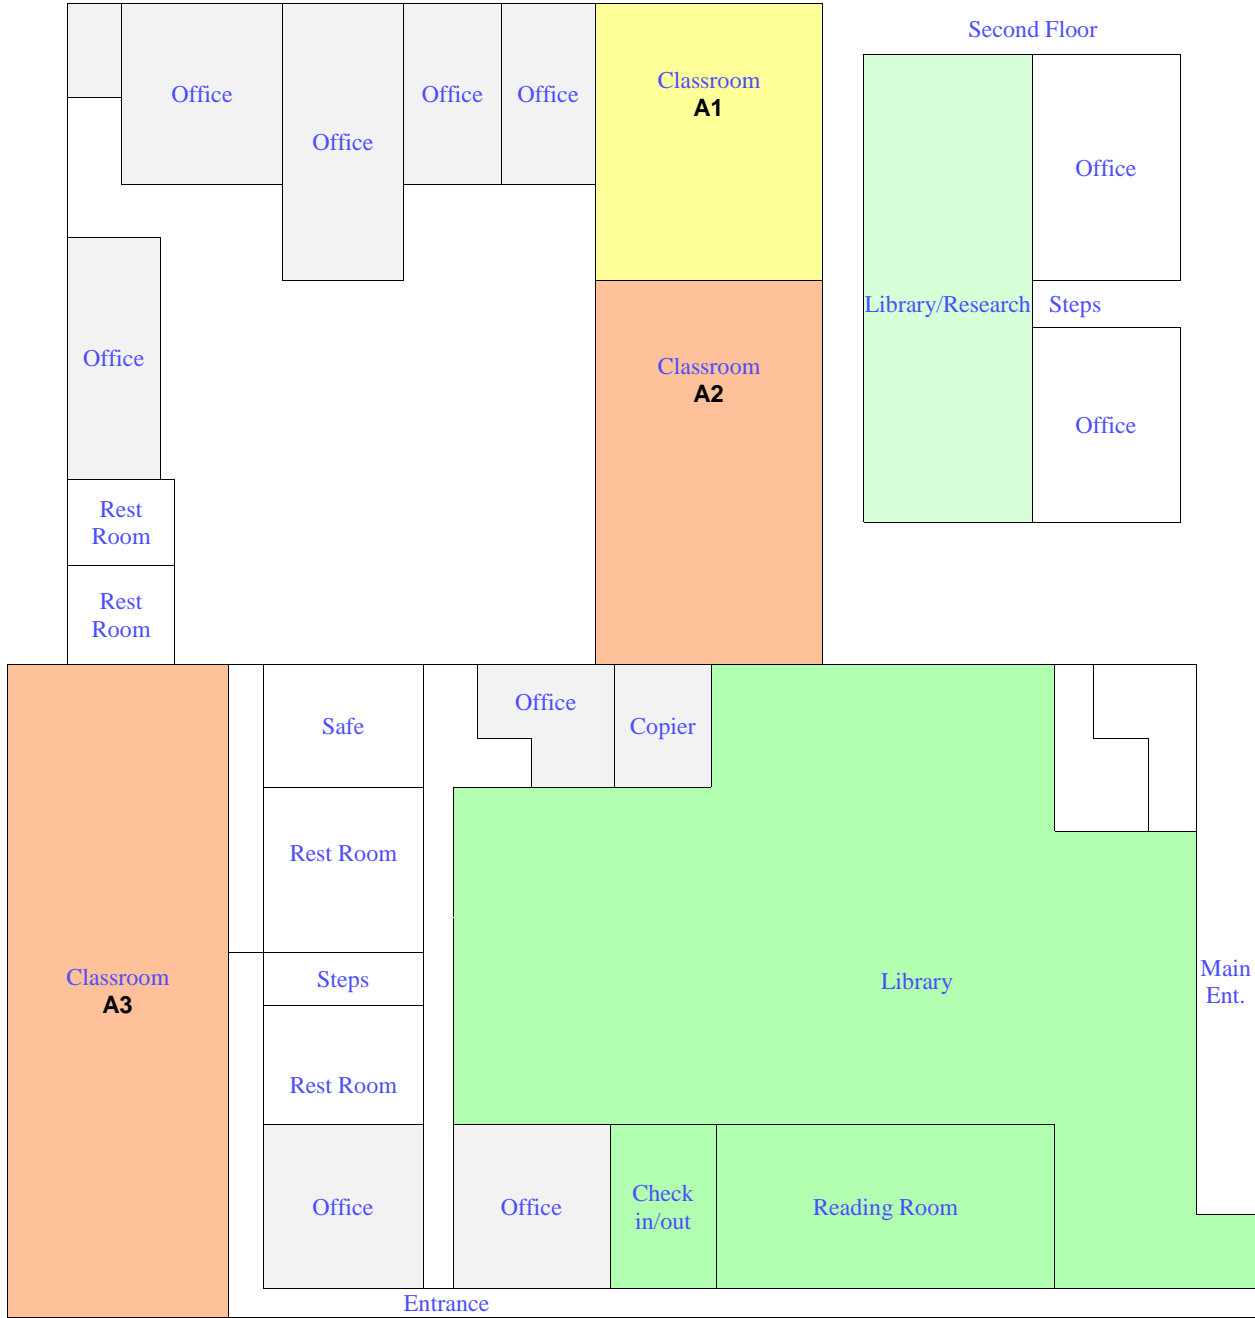 Second Floor
Office
Office
Office
Office
Classroom
A1
Office
Library/Research
Steps
Office
Office
Classroom
A2
Office
Rest
Room
Rest
Room
Safe
Office
Copier
Rest Room
Classroom
A3
Steps
Library
Main
Ent.
Rest Room
Office
Office
Check
in/out
Reading Room
Entrance